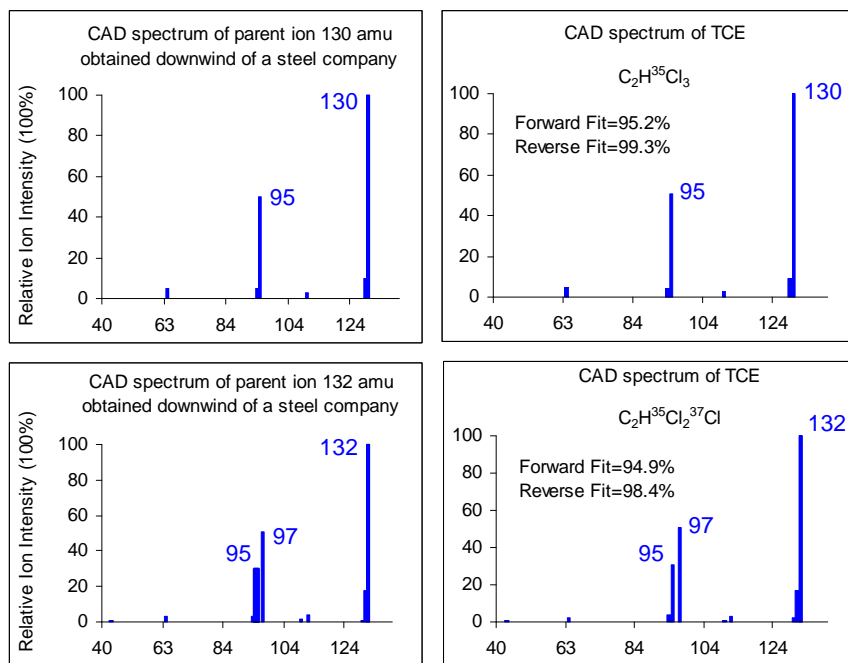 CAD spectrum of parent ion 130 amu
obtained downwind of a steel company
Relative Ion Intensity (100%)
100
80
60
40
20
0
130
95
40 63 84 104 124
CAD spectrum of TCE
C₂H³⁵Cl₃
Forward Fit=95.2%
Reverse Fit=99.3%
100
80
60
40
20
0
130
95
40 63 84 104 124
CAD spectrum of parent ion 132 amu
obtained downwind of a steel company
Relative Ion Intensity (100%)
100
80
60
40
20
0
132
95 97
40 63 84 104 124
CAD spectrum of TCE
C₂H³⁵Cl₂³⁷Cl
Forward Fit=94.9%
Reverse Fit=98.4%
100
80
60
40
20
0
132
95 97
40 63 84 104 124